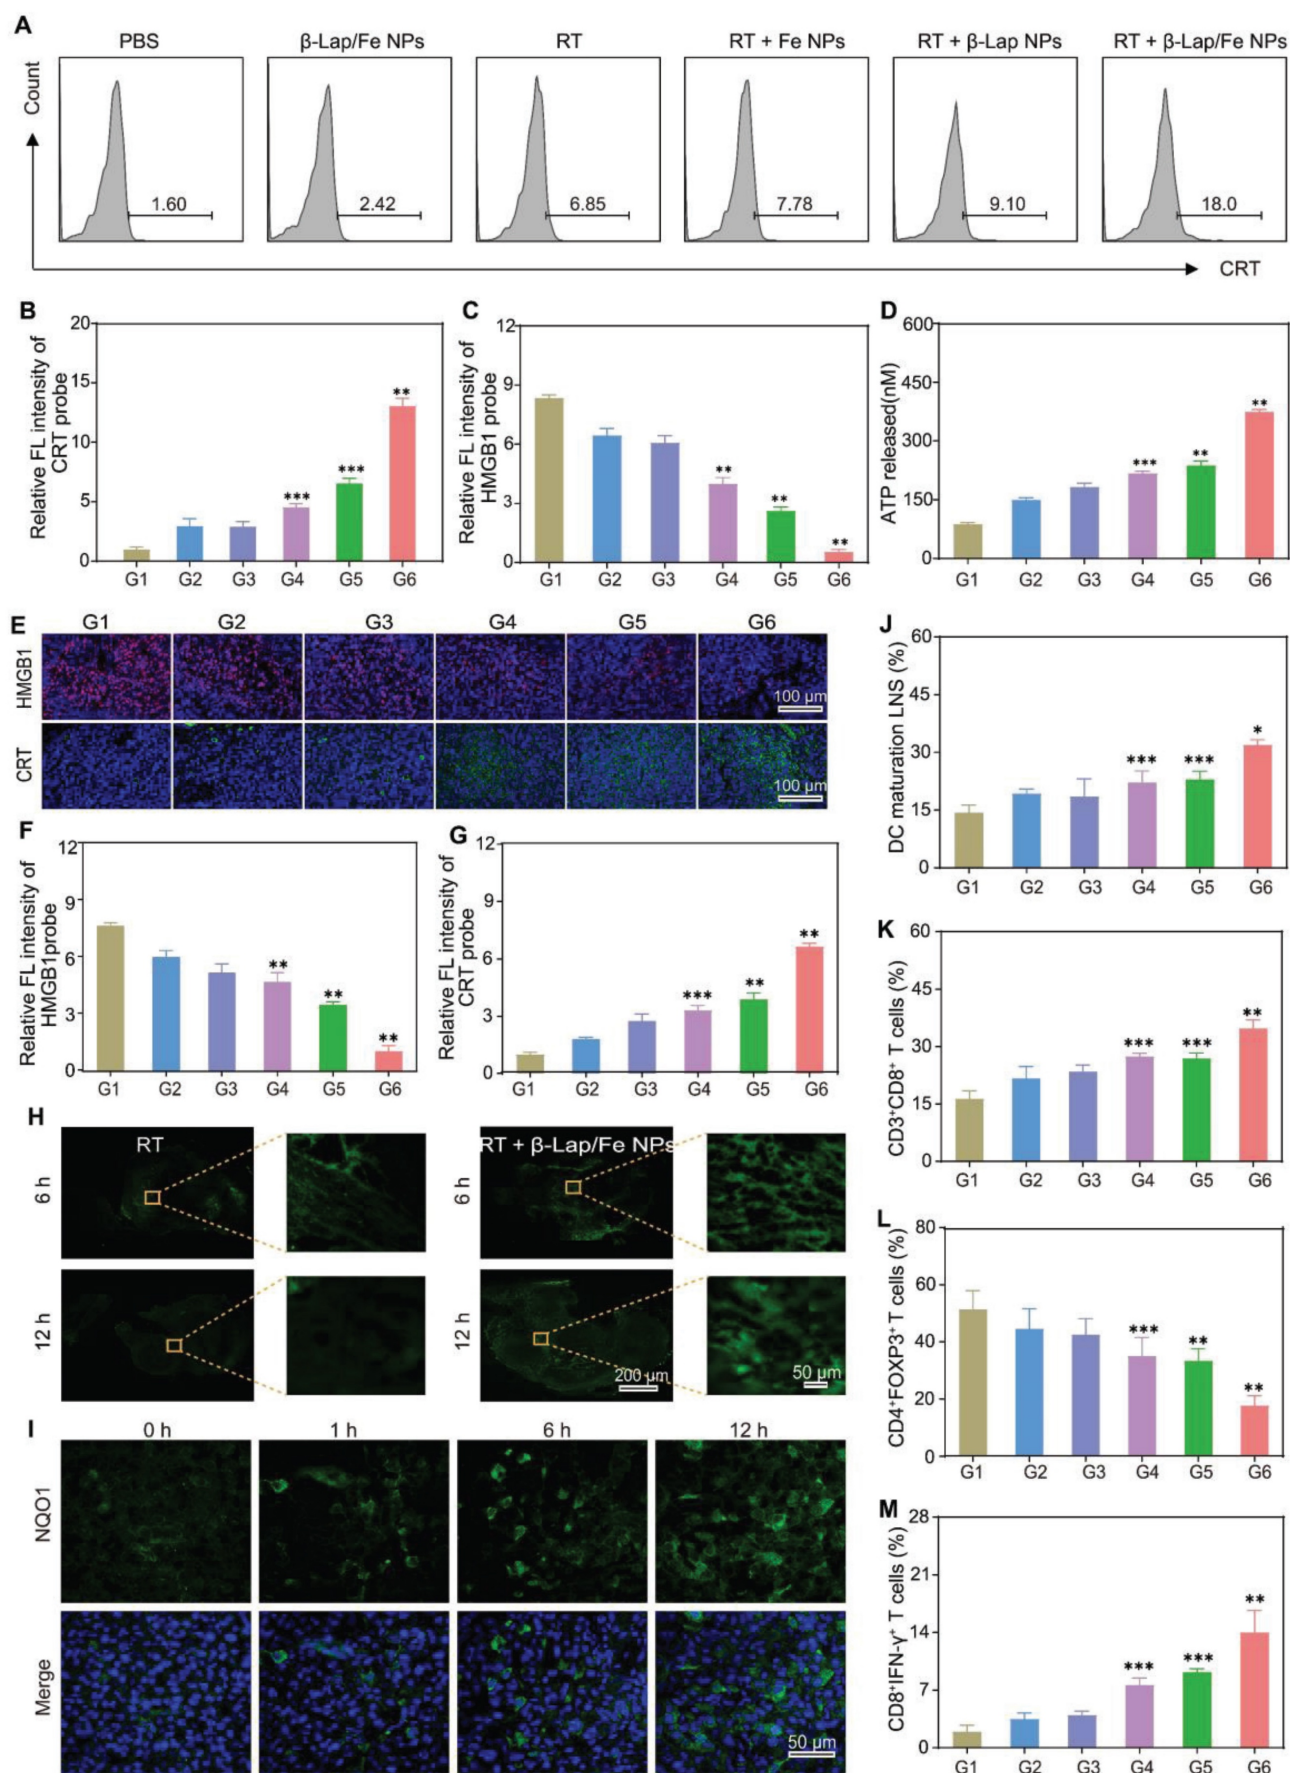 A
PBS
β-Lap/Fe NPs
RT
RT + Fe NPs
RT + β-Lap NPs
RT + β-Lap/Fe NPs
Count
1.60
2.42
6.85
7.78
9.10
18.0
CRT
B
Relative FL intensity of
CRT probe
20
15
10
5
0
***
***
**
G1 G2 G3 G4 G5 G6
C
Relative FL intensity of
HMGB1 probe
12
9
6
3
0
**
**
**
G1 G2 G3 G4 G5 G6
D
ATP released(nM)
600
450
300
150
0
***
**
**
G1 G2 G3 G4 G5 G6
E
G1 G2 G3 G4 G5 G6
HMGB1
100 μm
CRT
100 μm
F
Relative FL intensity of
HMGB1probe
12
9
6
3
0
**
**
**
G1 G2 G3 G4 G5 G6
G
Relative FL intensity of
CRT probe
12
9
6
3
0
***
**
**
G1 G2 G3 G4 G5 G6
H
RT
RT + β-Lap/Fe NPs
6 h
6 h
12 h
12 h
200 μm
50 μm
I
0 h
1 h
6 h
12 h
NQO1
Merge
50 μm
J
DC maturation LNS (%)
60
45
30
15
0
***
***
*
G1 G2 G3 G4 G5 G6
K
CD3⁺CD8⁺ T cells (%)
60
45
30
15
0
***
***
**
G1 G2 G3 G4 G5 G6
L
CD4⁺FOXP3⁺ T cells (%)
80
60
40
20
0
***
**
**
G1 G2 G3 G4 G5 G6
M
CD8⁺IFN-γ⁺ T cells (%)
28
21
14
7
0
***
***
**
G1 G2 G3 G4 G5 G6